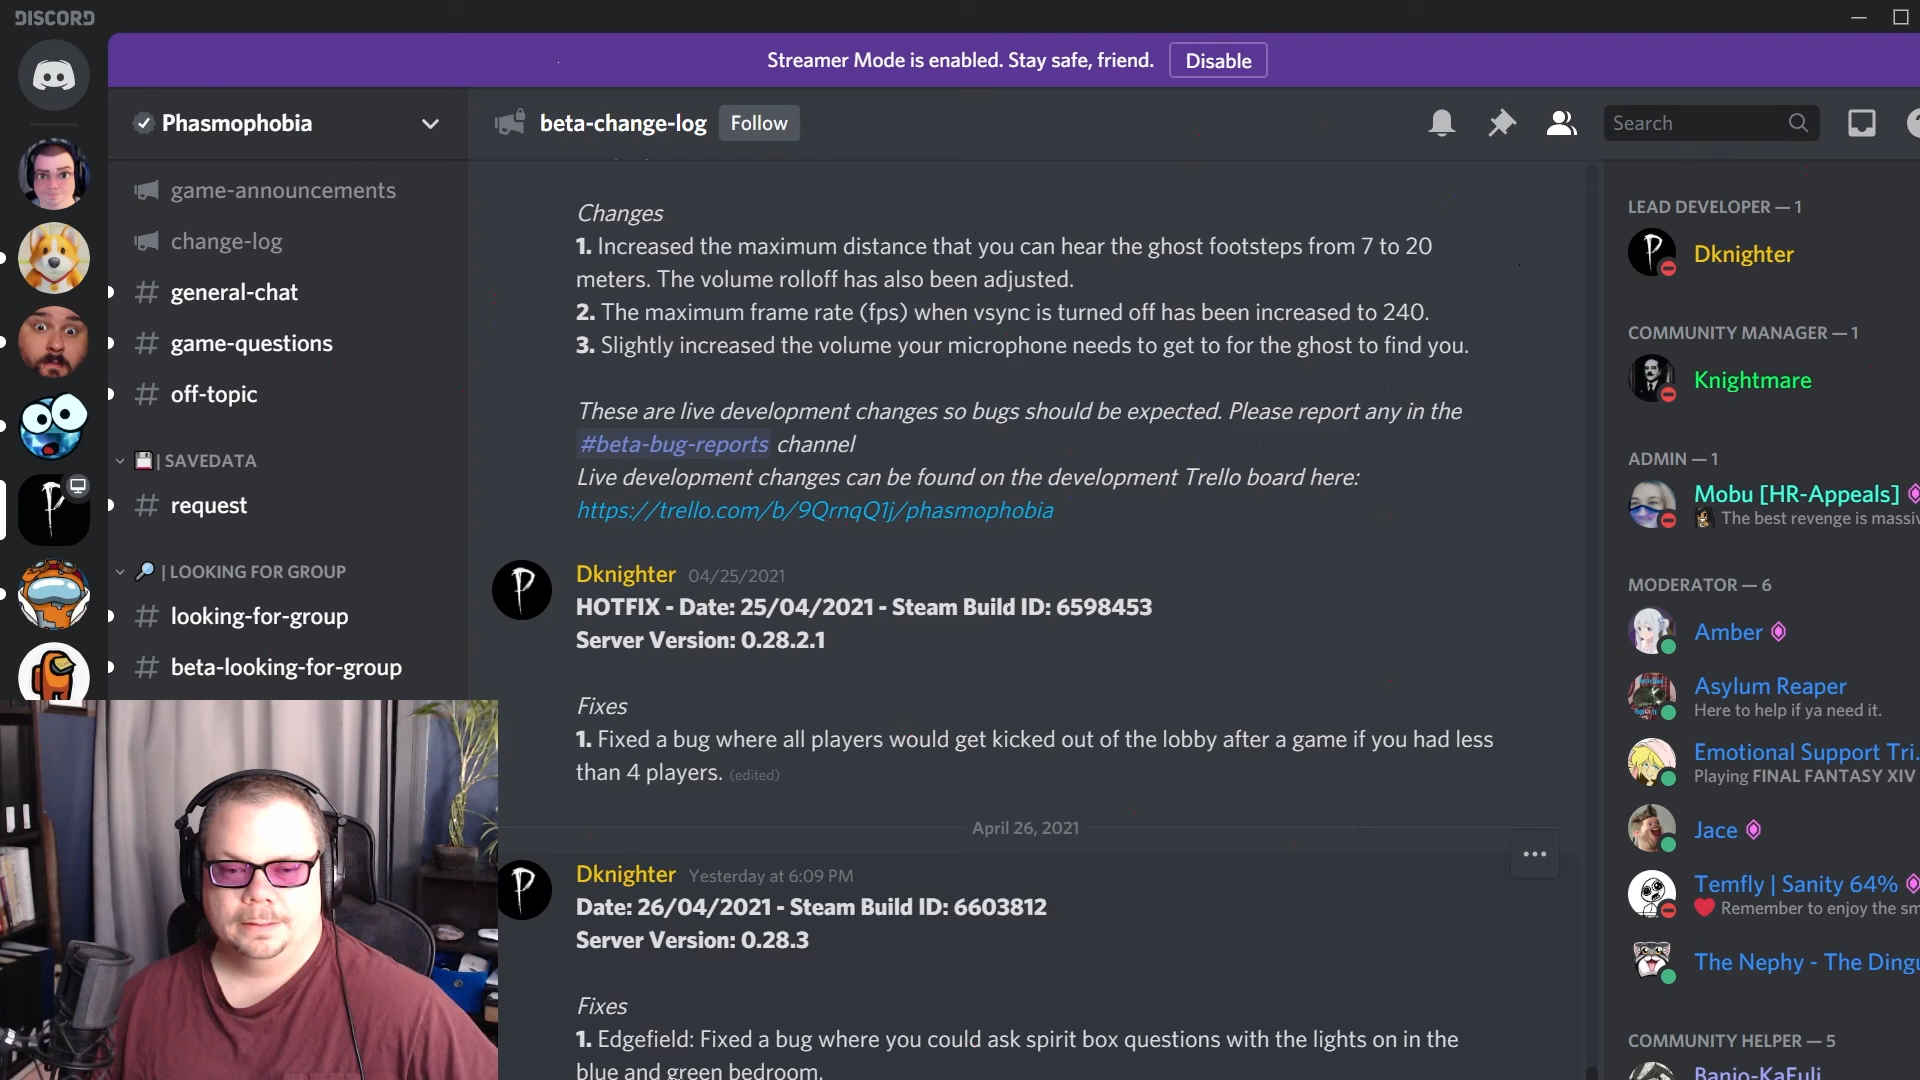 DISCORD
Streamer Mode is enabled. Stay safe, friend.
Disable
Phasmophobia
beta-change-log
Follow
Search
game-announcements
change-log
general-chat
game-questions
off-topic
| SAVEDATA
request
| LOOKING FOR GROUP
looking-for-group
beta-looking-for-group
Changes
1. Increased the maximum distance that you can hear the ghost footsteps from 7 to 20
meters. The volume rolloff has also been adjusted.
2. The maximum frame rate (fps) when vsync is turned off has been increased to 240.
3. Slightly increased the volume your microphone needs to get to for the ghost to find you.
These are live development changes so bugs should be expected. Please report any in the
#beta-bug-reports channel
Live development changes can be found on the development Trello board here:
https://trello.com/b/9QrnqQ1j/phasmophobia
Dknighter 04/25/2021
HOTFIX - Date: 25/04/2021 - Steam Build ID: 6598453
Server Version: 0.28.2.1
Fixes
1. Fixed a bug where all players would get kicked out of the lobby after a game if you had less
than 4 players. (edited)
April 26, 2021
Dknighter Yesterday at 6:09 PM
Date: 26/04/2021 - Steam Build ID: 6603812
Server Version: 0.28.3
Fixes
1. Edgefield: Fixed a bug where you could ask spirit box questions with the lights on in the
blue and green bedroom.
LEAD DEVELOPER — 1
Dknighter
COMMUNITY MANAGER — 1
Knightmare
ADMIN — 1
Mobu [HR-Appeals]
The best revenge is massiv
MODERATOR — 6
Amber
Asylum Reaper
Here to help if ya need it.
Emotional Support Tri...
Playing FINAL FANTASY XIV
Jace
Temfly | Sanity 64%
Remember to enjoy the sm
The Nephy - The Dingu
COMMUNITY HELPER — 5
Banjo-KaFuli